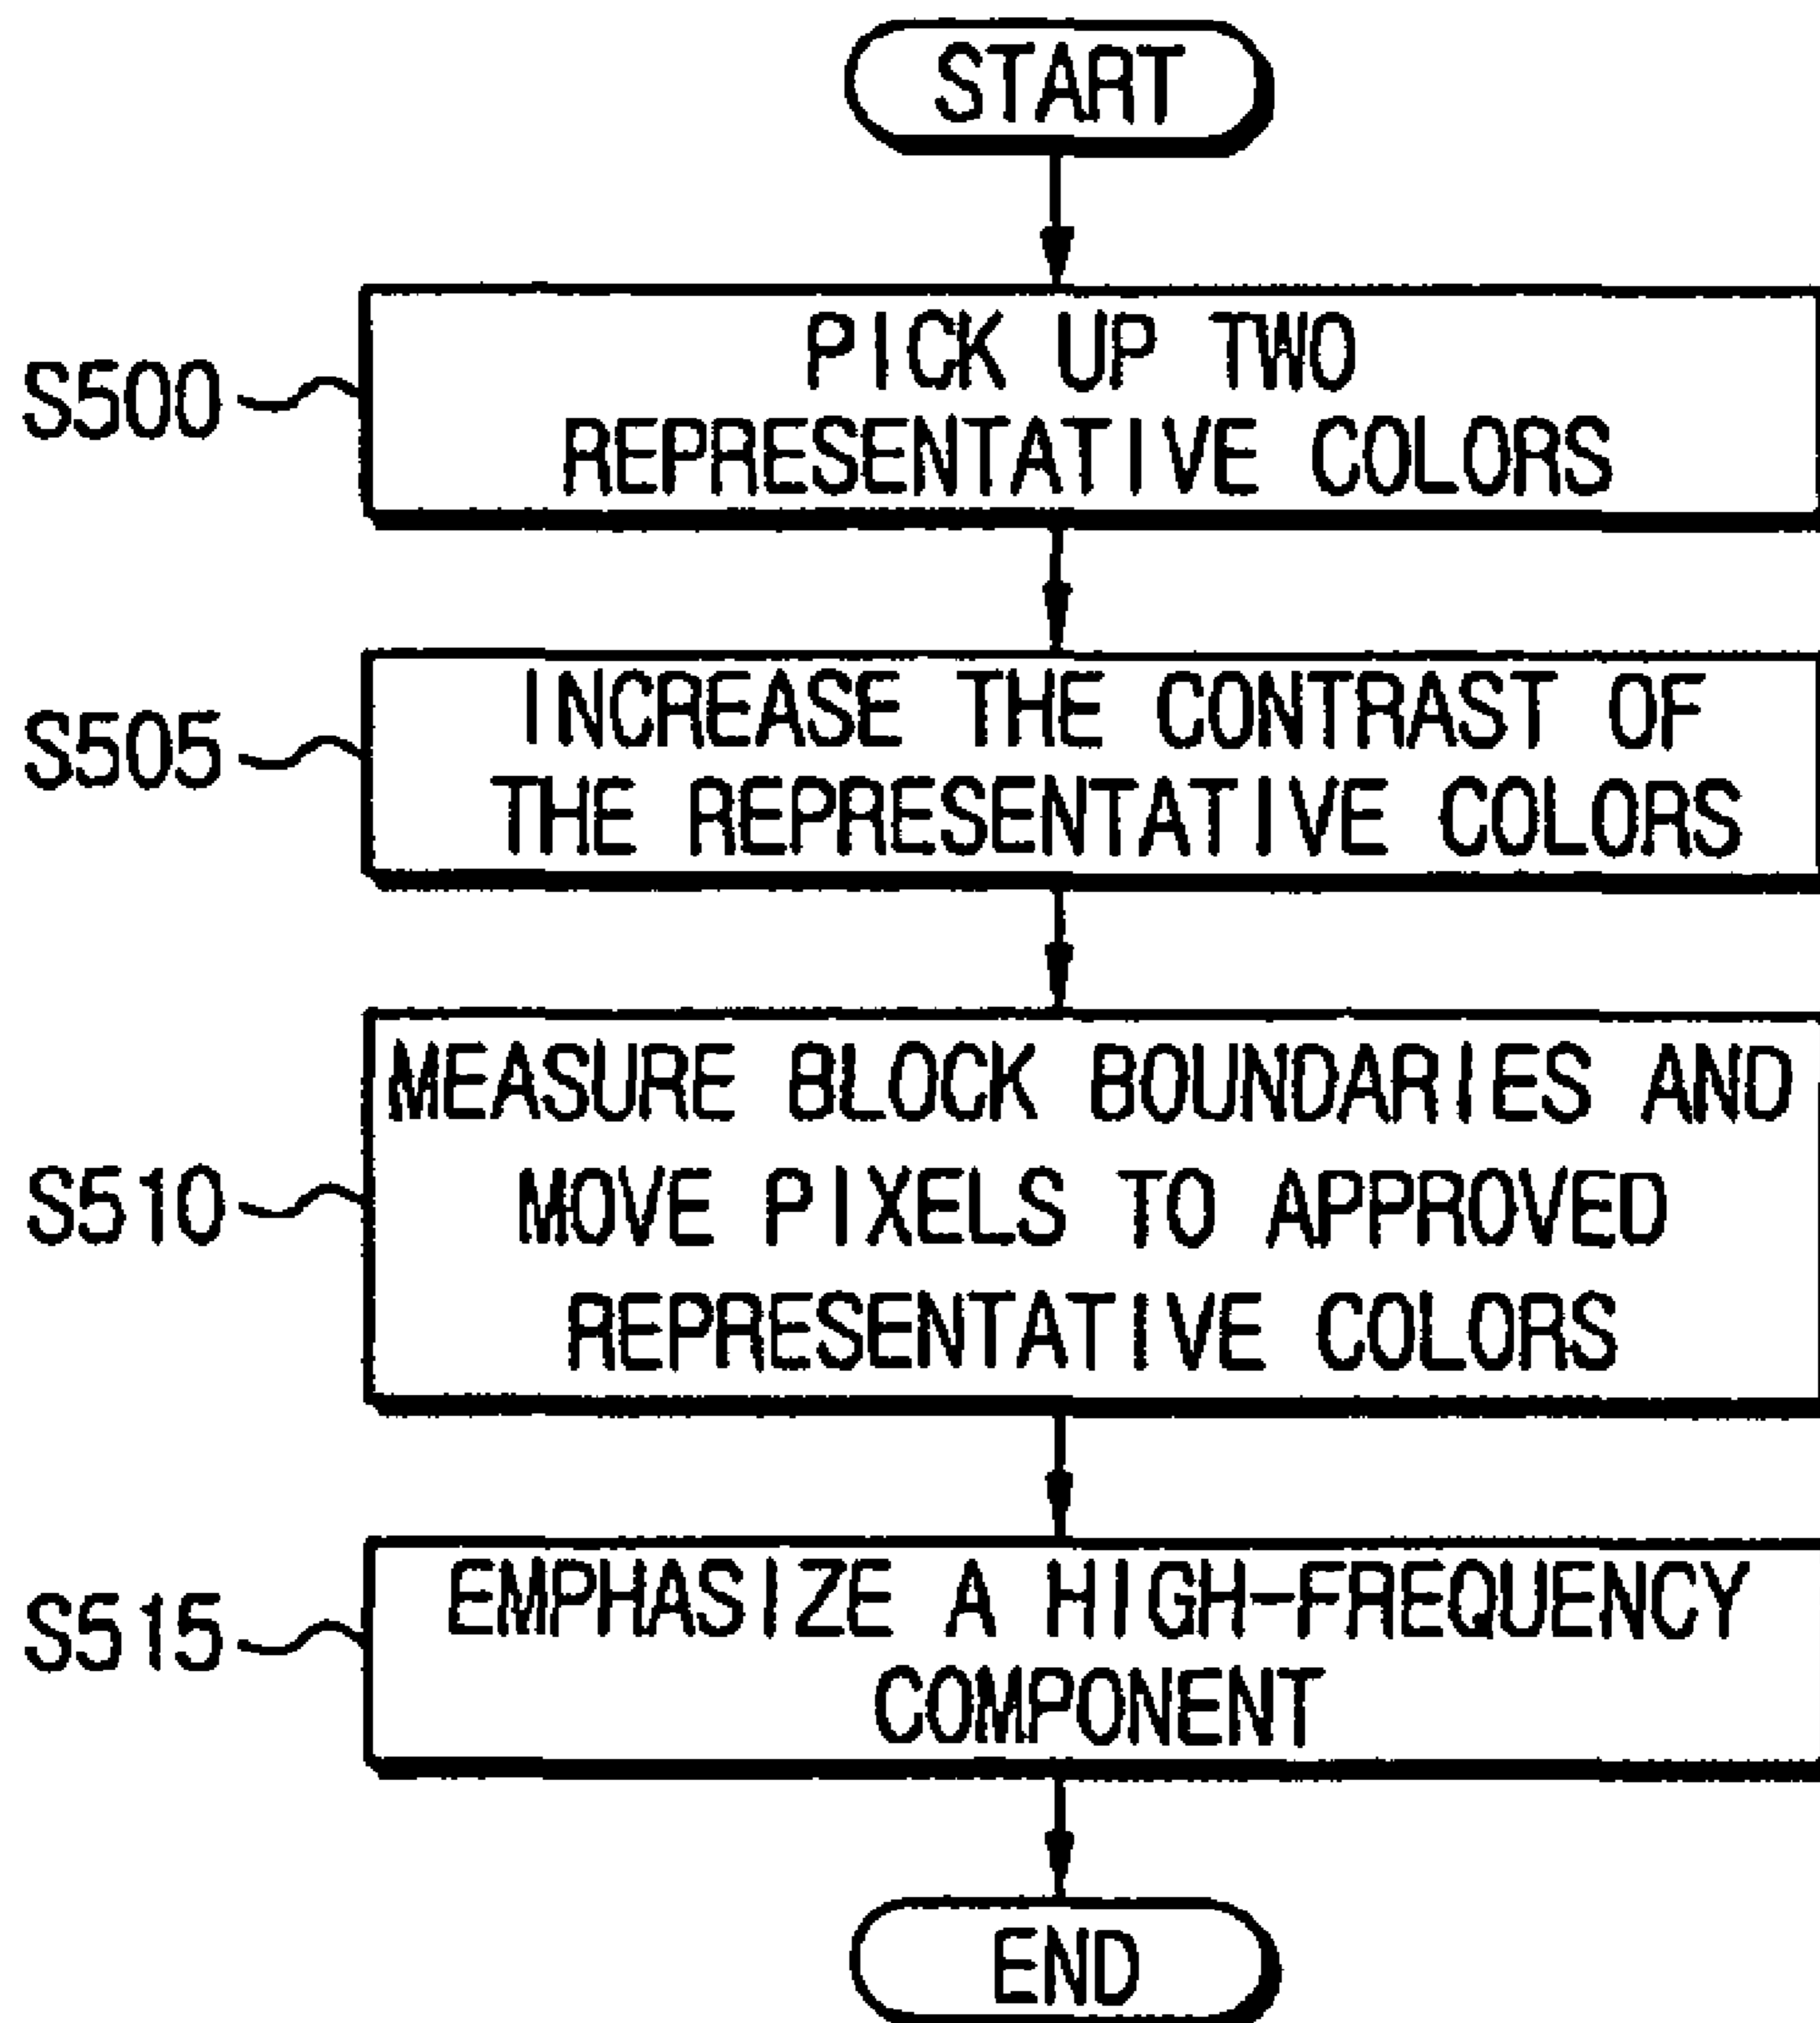 START
S500
PICK UP TWO
REPRESENTATIVE COLORS
S505
INCREASE THE CONTRAST OF
THE REPRESENTATIVE COLORS
S510
MEASURE BLOCK BOUNDARIES AND
MOVE PIXELS TO APPROVED
REPRESENTATIVE COLORS
S515
EMPHASIZE A HIGH-FREQUENCY
COMPONENT
END